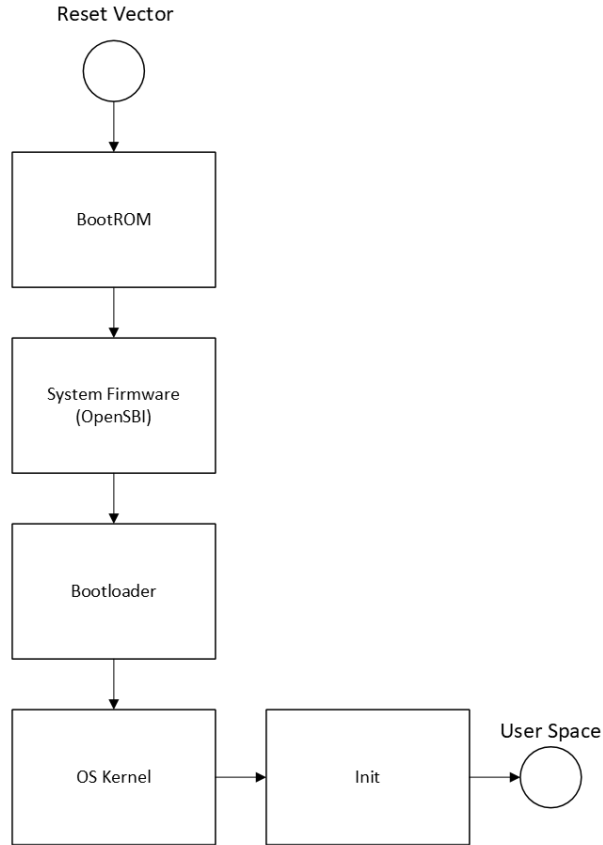 Reset Vector
BootROM
System Firmware
(OpenSBI)
Bootloader
OS Kernel
Init
User Space